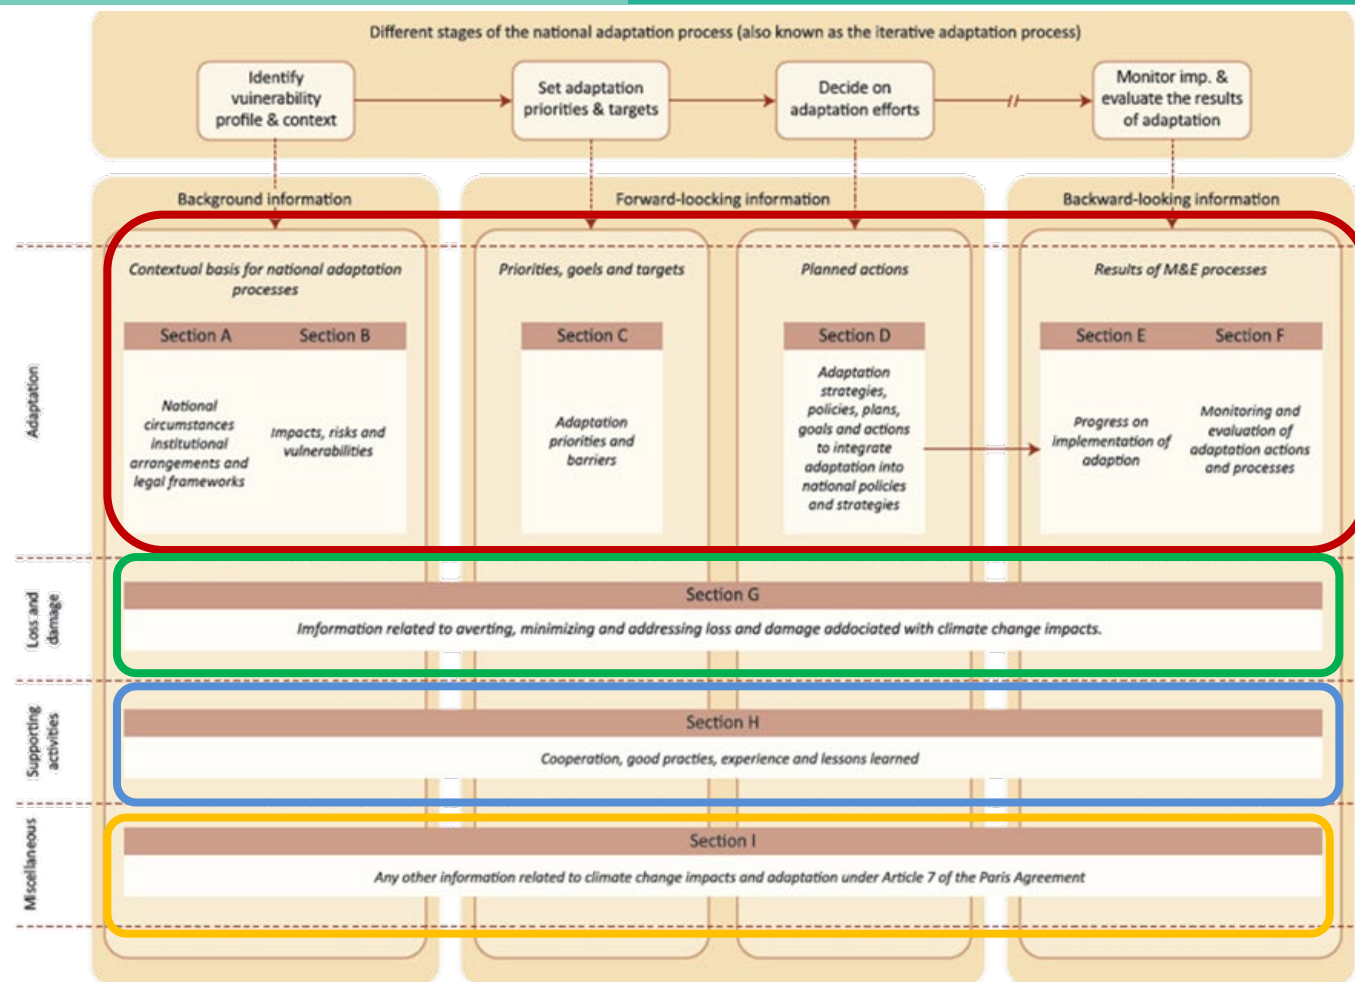 Different stages of the national adaptation process (also known as the iterative adaptation process)
Identify
vuinerability
profile & context
Set adaptation
priorities & targets
Decide on
adaptation efforts
Monitor imp. &
evaluate the results
of adaptation
Background information
Forward-loocking information
Backward-looking information
Adaptation
Contextual basis for national adaptation
processes
Priorities, goels and targets
Planned actions
Results of M&E processes
Section A
Section B
Section C
Section D
Section E
Section F
National
circumstances
institutional
arrangements and
legal frameworks
Impacts, risks and
vulnerabilities
Adaptation
priorities and
barriers
Adaptation
strategies,
policies, plans,
goals and actions
to integrate
adaptation into
national policies
and strategies
Progress on
implementation of
adaption
Monitoring and
evaluation of
adaptation actions
and processes
Loss and
damage
Section G
Imformation related to averting, minimizing and addressing loss and damage addociated with climate change impacts.
Supporting
activities
Section H
Cooperation, good practies, experience and lessons learned
Miscellaneous
Section I
Any other information related to climate change impacts and adaptation under Article 7 of the Paris Agreement